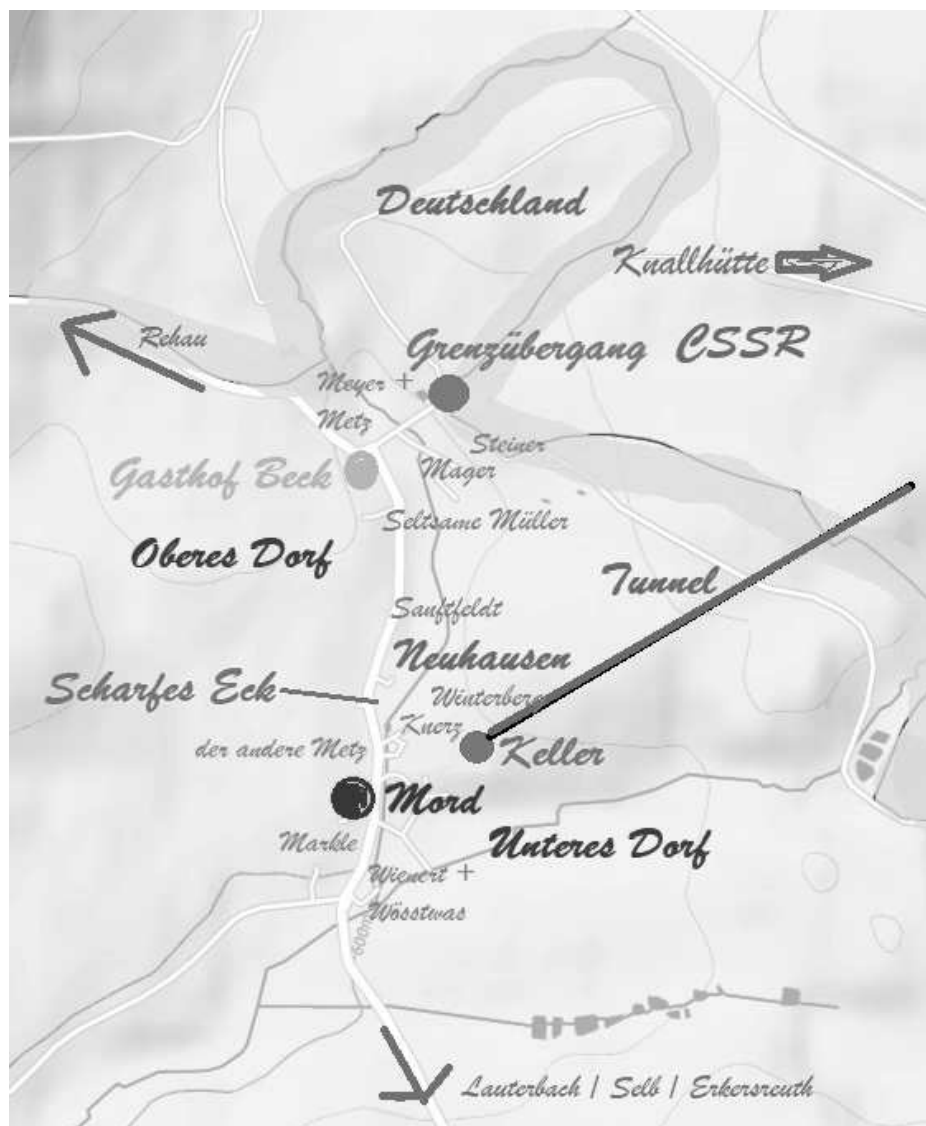 Deutschland
Knallhütte
Rehau
Grenzübergang CSSR
Meyer +
Metz
Steiner
Mager
Gasthof Beck
Seltsame Müller
Oberes Dorf
Tunnel
Sanftfeldt
Neuhausen
Scharfes Eck
Winterberg
Knerz
der andere Metz
Keller
Mord
Markle
Unteres Dorf
Wienert +
Wösstwas
600m
Lauterbach | Selb | Erkersreuth